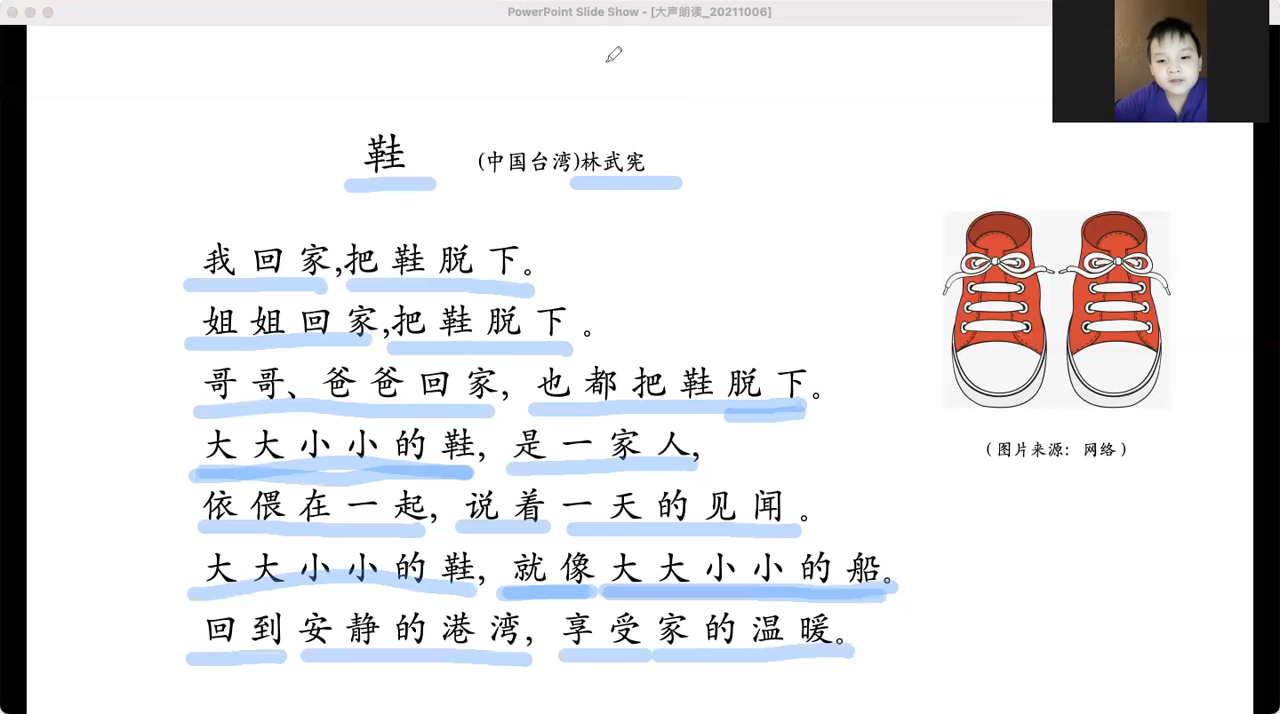 PowerPoint Slide Show - [大声朗读_20211006]
鞋 (中国台湾)林武宪
我回家,把鞋脱下。
姐姐回家,把鞋脱下。
哥哥、爸爸回家,也都把鞋脱下。
大大小小的鞋,是一家人,
依偎在一起,说着一天的见闻。
大大小小的鞋,就像大大小小的船。
回到安静的港湾,享受家的温暖。
(图片来源：网络)